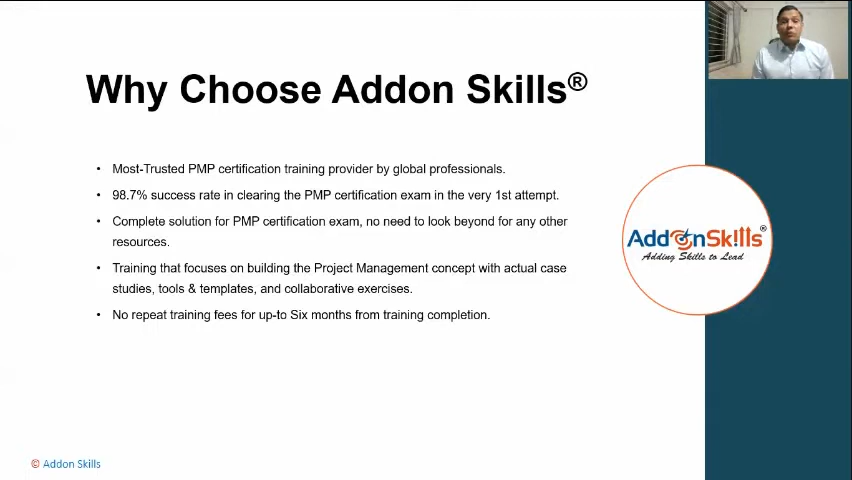 Why Choose Addon Skills®
• Most-Trusted PMP certification training provider by global professionals.
• 98.7% success rate in clearing the PMP certification exam in the very 1st attempt.
• Complete solution for PMP certification exam, no need to look beyond for any other
resources.
• Training that focuses on building the Project Management concept with actual case
studies, tools & templates, and collaborative exercises.
• No repeat training fees for up-to Six months from training completion.
AddOnSkills®
Adding Skills to Lead
© Addon Skills